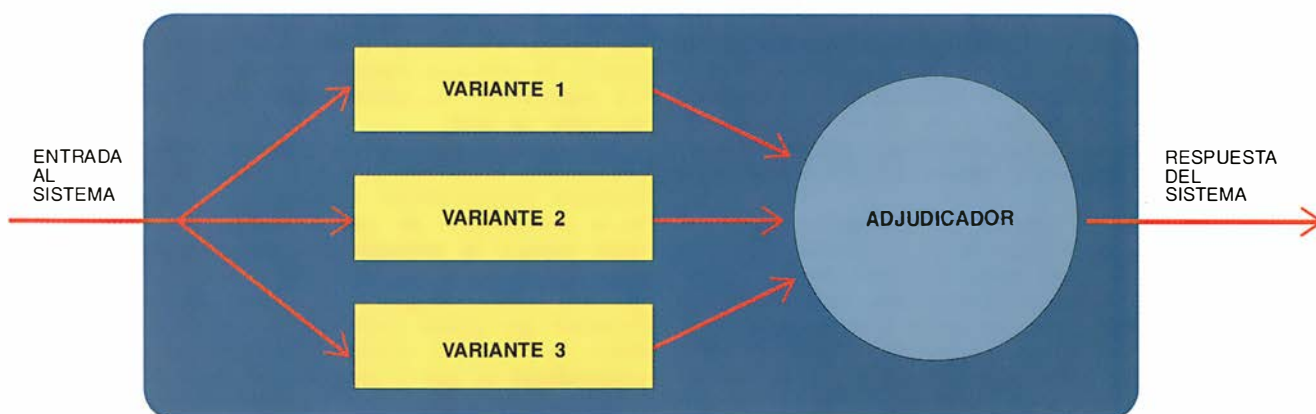 ENTRADA
AL
SISTEMA
VARIANTE 1
VARIANTE 2
VARIANTE 3
ADJUDICADOR
RESPUESTA
DEL
SISTEMA